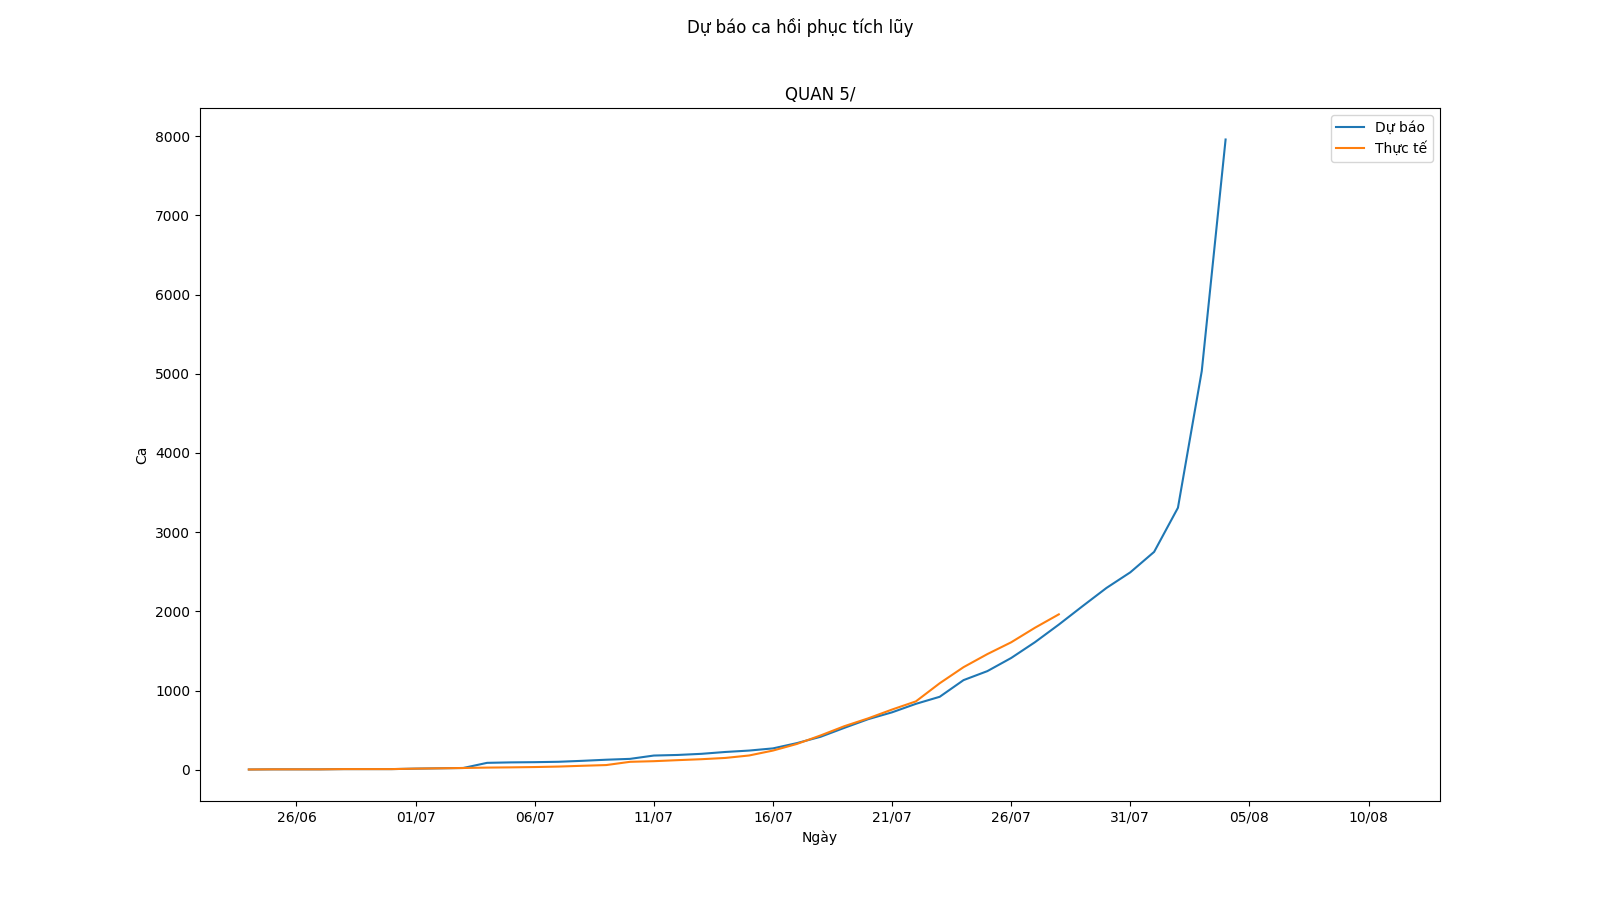 Dự báo ca hồi phục tích lũy
QUAN 5/
Dự báo
Thực tế
8000
7000
6000
5000
4000
3000
2000
1000
0
Ca
26/06 01/07 06/07 11/07 16/07 21/07 26/07 31/07 05/08 10/08
Ngày